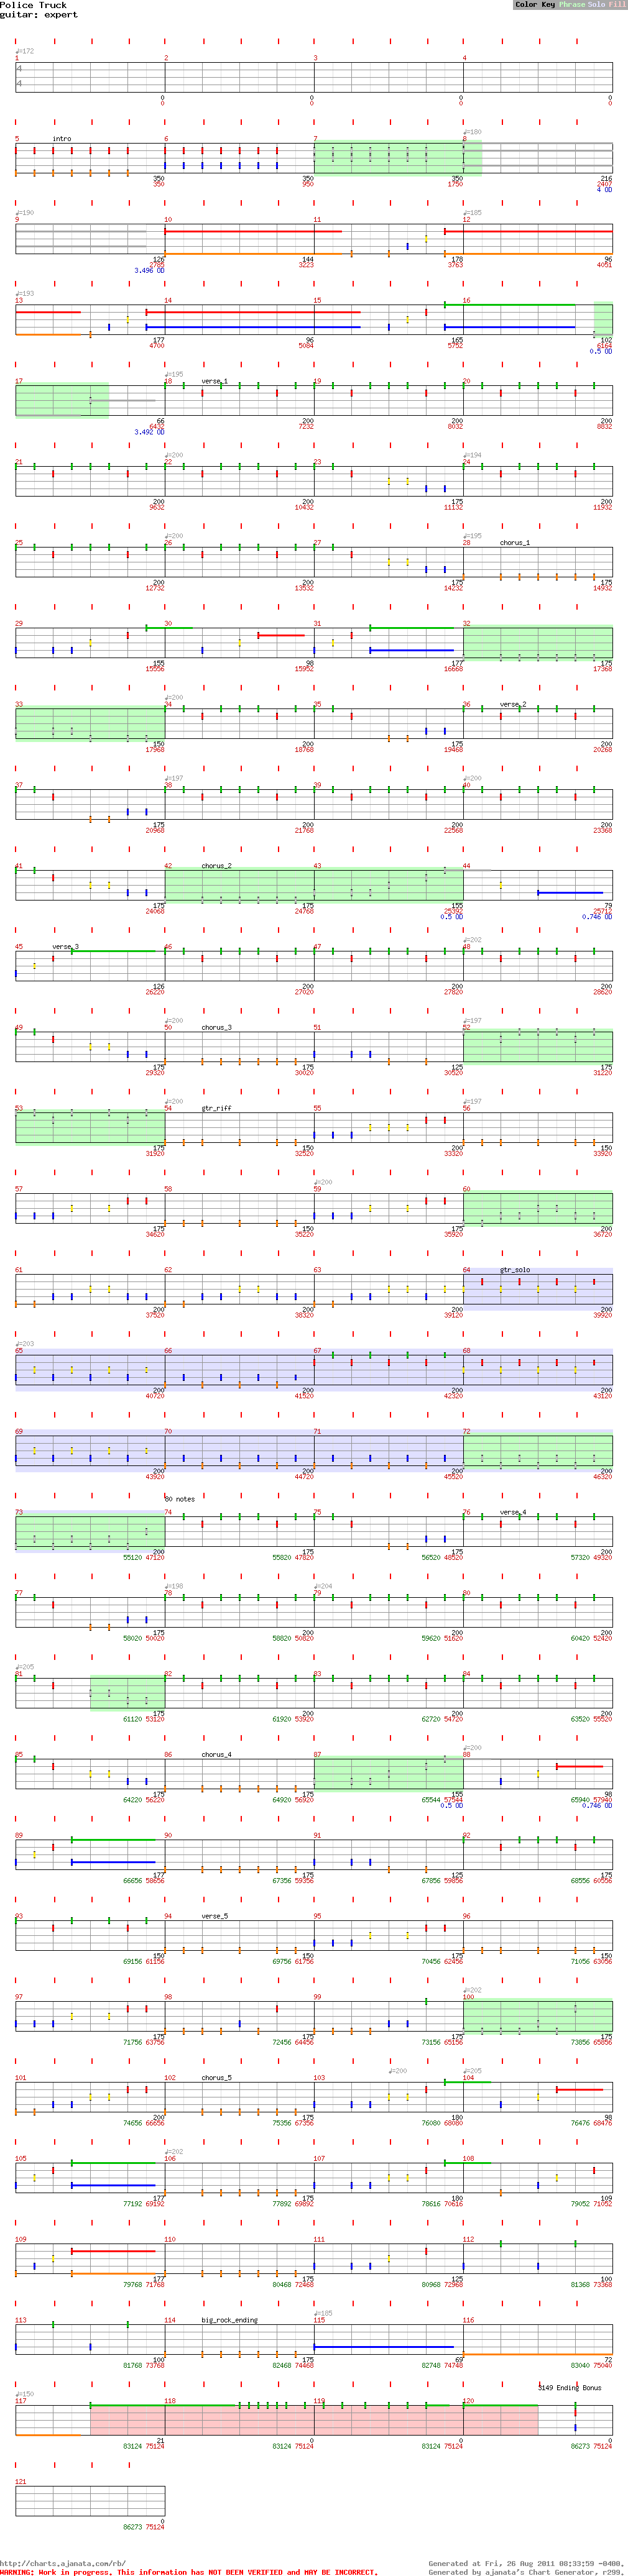 Police Truck
guitar: expert
Color Key Phrase Solo Fill
♩=172
1 2 3 4
4
4
0 0 0 0
0 0 0 0
♩=180
5 intro 6 7 8
350 350 350 216
350 950 1750 2407
4 OD
♩=190 ♩=185
9 10 11 12
126 144 178 96
2785 3223 3763 4051
3.496 OD
♩=193
13 14 15 16
177 96 165 102
4700 5084 5752 6164
0.5 OD
♩=195
17 18 verse_1 19 20
66 200 200 200
6432 7232 8032 8832
3.492 OD
♩=200 ♩=194
21 22 23 24
200 200 175 200
9632 10432 11132 11932
♩=200 ♩=195
25 26 27 28 chorus_1
200 200 175 175
12732 13532 14232 14932
29 30 31 32
155 98 177 175
15556 15952 16668 17368
♩=200
33 34 35 36 verse_2
150 200 175 200
17968 18768 19468 20268
♩=197 ♩=200
37 38 39 40
175 200 200 200
20968 21768 22568 23368
41 42 chorus_2 43 44
175 175 155 79
24068 24768 25392 25712
0.5 OD 0.746 OD
♩=202
45 verse_3 46 47 48
126 200 200 200
26220 27020 27820 28620
♩=200 ♩=197
49 50 chorus_3 51 52
175 175 125 175
29320 30020 30520 31220
♩=200 ♩=197
53 54 gtr_riff 55 56
175 150 200 150
31920 32520 33320 33920
♩=200
57 58 59 60
175 150 175 200
34620 35220 35920 36720
61 62 63 64 gtr_solo
200 200 200 200
37520 38320 39120 39920
♩=203
65 66 67 68
200 200 200 200
40720 41520 42320 43120
69 70 71 72
200 200 200 200
43920 44720 45520 46320
80 notes
73 74 75 76 verse_4
200 175 175 200
55120 47120 55820 47820 56520 48520 57320 49320
♩=198 ♩=204
77 78 79 80
175 200 200 200
58020 50020 58820 50820 59620 51620 60420 52420
♩=205
81 82 83 84
175 200 200 200
61120 53120 61920 53920 62720 54720 63520 55520
♩=200
85 86 chorus_4 87 88
175 175 155 98
64220 56220 64920 56920 65544 57544 65940 57940
0.5 OD 0.746 OD
89 90 91 92
177 175 125 175
66656 58656 67356 59356 67856 59856 68556 60556
93 94 verse_5 95 96
150 150 175 150
69156 61156 69756 61756 70456 62456 71056 63056
♩=202
97 98 99 100
175 175 175 175
71756 63756 72456 64456 73156 65156 73856 65856
♩=200 ♩=205
101 102 chorus_5 103 104
200 175 180 98
74656 66656 75356 67356 76080 68080 76476 68476
♩=202
105 106 107 108
177 175 180 109
77192 69192 77892 69892 78616 70616 79052 71052
109 110 111 112
177 175 125 100
79768 71768 80468 72468 80968 72968 81368 73368
♩=185
113 114 big_rock_ending 115 116
100 175 69 72
81768 73768 82468 74468 82748 74748 83040 75040
♩=150 3149 Ending Bonus
117 118 119 120
21 0 0 0
83124 75124 83124 75124 83124 75124 86273 75124
121
0
86273 75124
http://charts.ajanata.com/rb/ Generated at Fri, 26 Aug 2011 08:33:59 -0400.
WARNING: Work in progress. This information has NOT BEEN VERIFIED and MAY BE INCORRECT. Generated by ajanata's Chart Generator, r299.